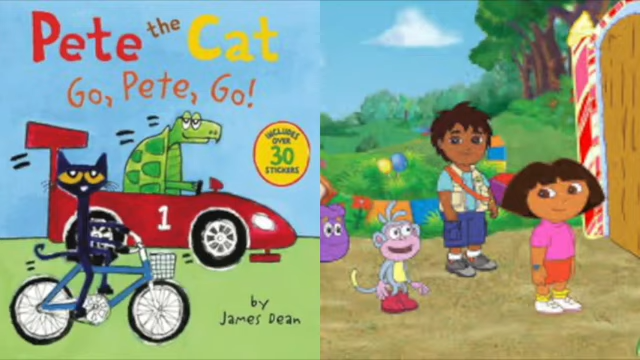 Pete the Cat
Go, Pete, Go!
INCLUDES
OVER
30
STICKERS
1
by
James Dean